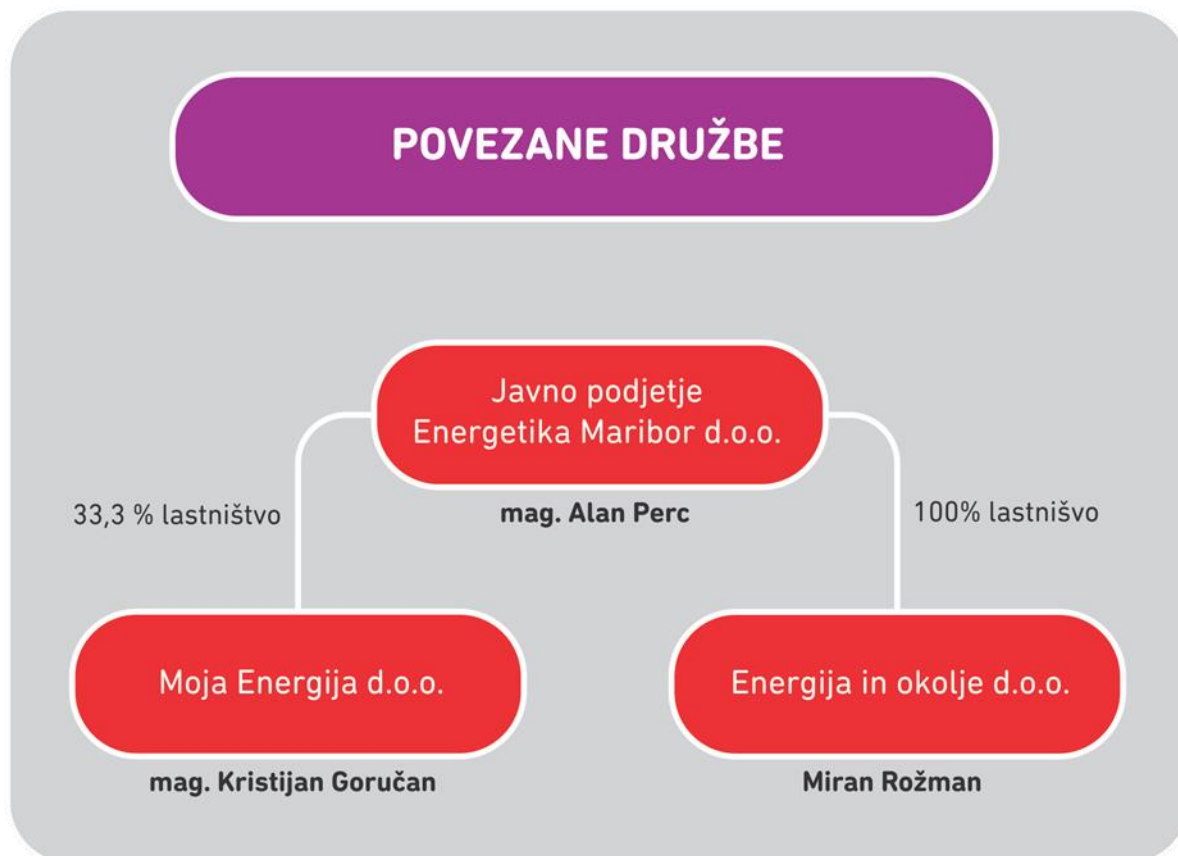 POVEZANE DRUŽBE
Javno podjetje
Energetika Maribor d.o.o.
mag. Alan Perc
33,3 % lastništvo
100% lastnišvo
Moja Energija d.o.o.
mag. Kristijan Goručan
Energija in okolje d.o.o.
Miran Rožman